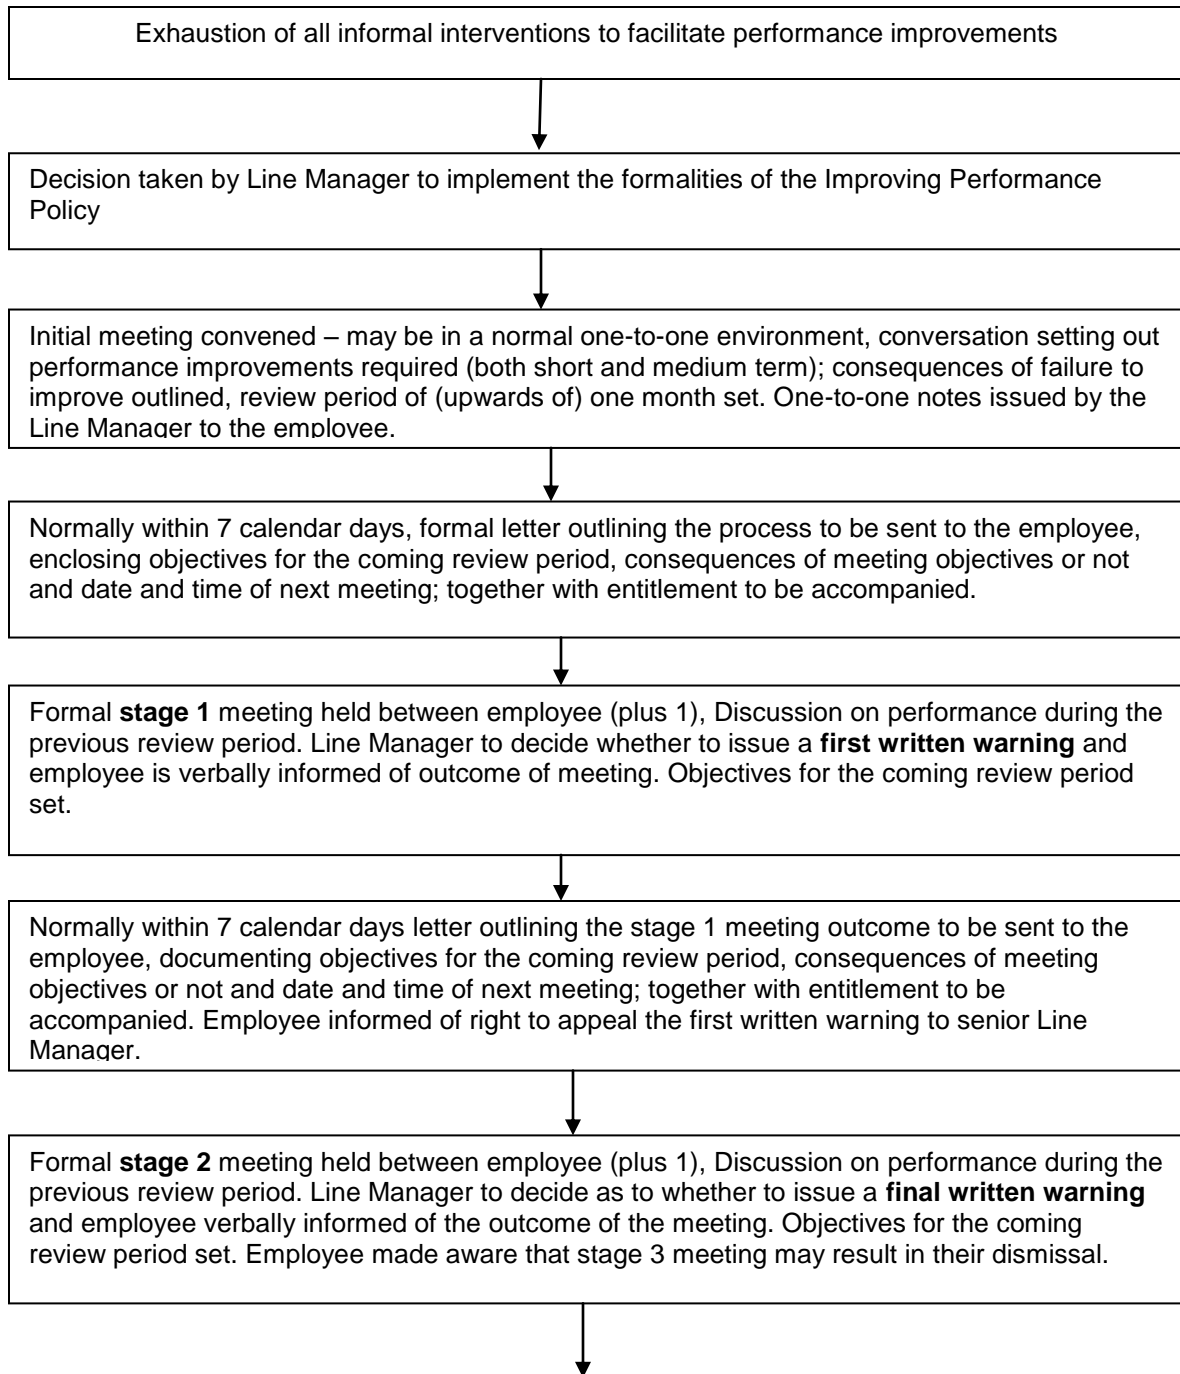 Exhaustion of all informal interventions to facilitate performance improvements
Decision taken by Line Manager to implement the formalities of the Improving Performance
Policy
Initial meeting convened – may be in a normal one-to-one environment, conversation setting out
performance improvements required (both short and medium term); consequences of failure to
improve outlined, review period of (upwards of) one month set. One-to-one notes issued by the
Line Manager to the employee.
Normally within 7 calendar days, formal letter outlining the process to be sent to the employee,
enclosing objectives for the coming review period, consequences of meeting objectives or not
and date and time of next meeting; together with entitlement to be accompanied.
Formal stage 1 meeting held between employee (plus 1), Discussion on performance during the
previous review period. Line Manager to decide whether to issue a first written warning and
employee is verbally informed of outcome of meeting. Objectives for the coming review period
set.
Normally within 7 calendar days letter outlining the stage 1 meeting outcome to be sent to the
employee, documenting objectives for the coming review period, consequences of meeting
objectives or not and date and time of next meeting; together with entitlement to be
accompanied. Employee informed of right to appeal the first written warning to senior Line
Manager.
Formal stage 2 meeting held between employee (plus 1), Discussion on performance during the
previous review period. Line Manager to decide as to whether to issue a final written warning
and employee verbally informed of the outcome of the meeting. Objectives for the coming
review period set. Employee made aware that stage 3 meeting may result in their dismissal.